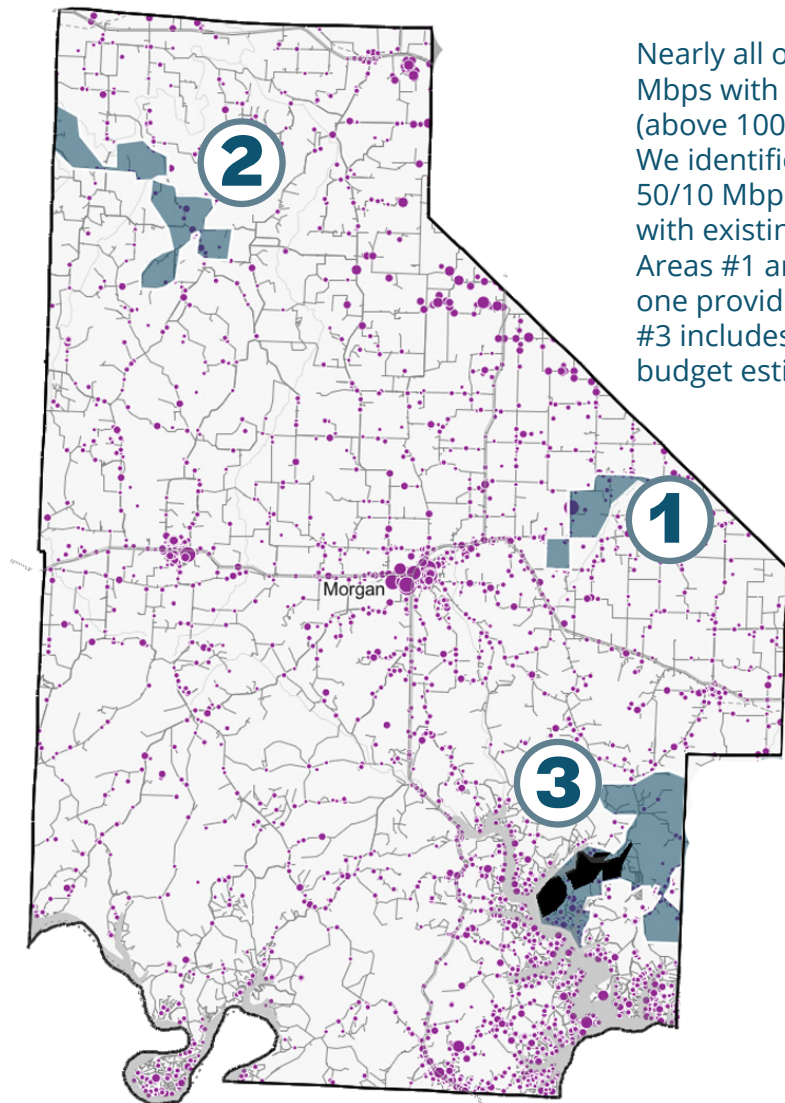 Nearly all o
Mbps with
(above 100
We identifie
50/10 Mbp
with existin
Areas #1 an
one provid
#3 includes
budget esti
2
1
Morgan
3